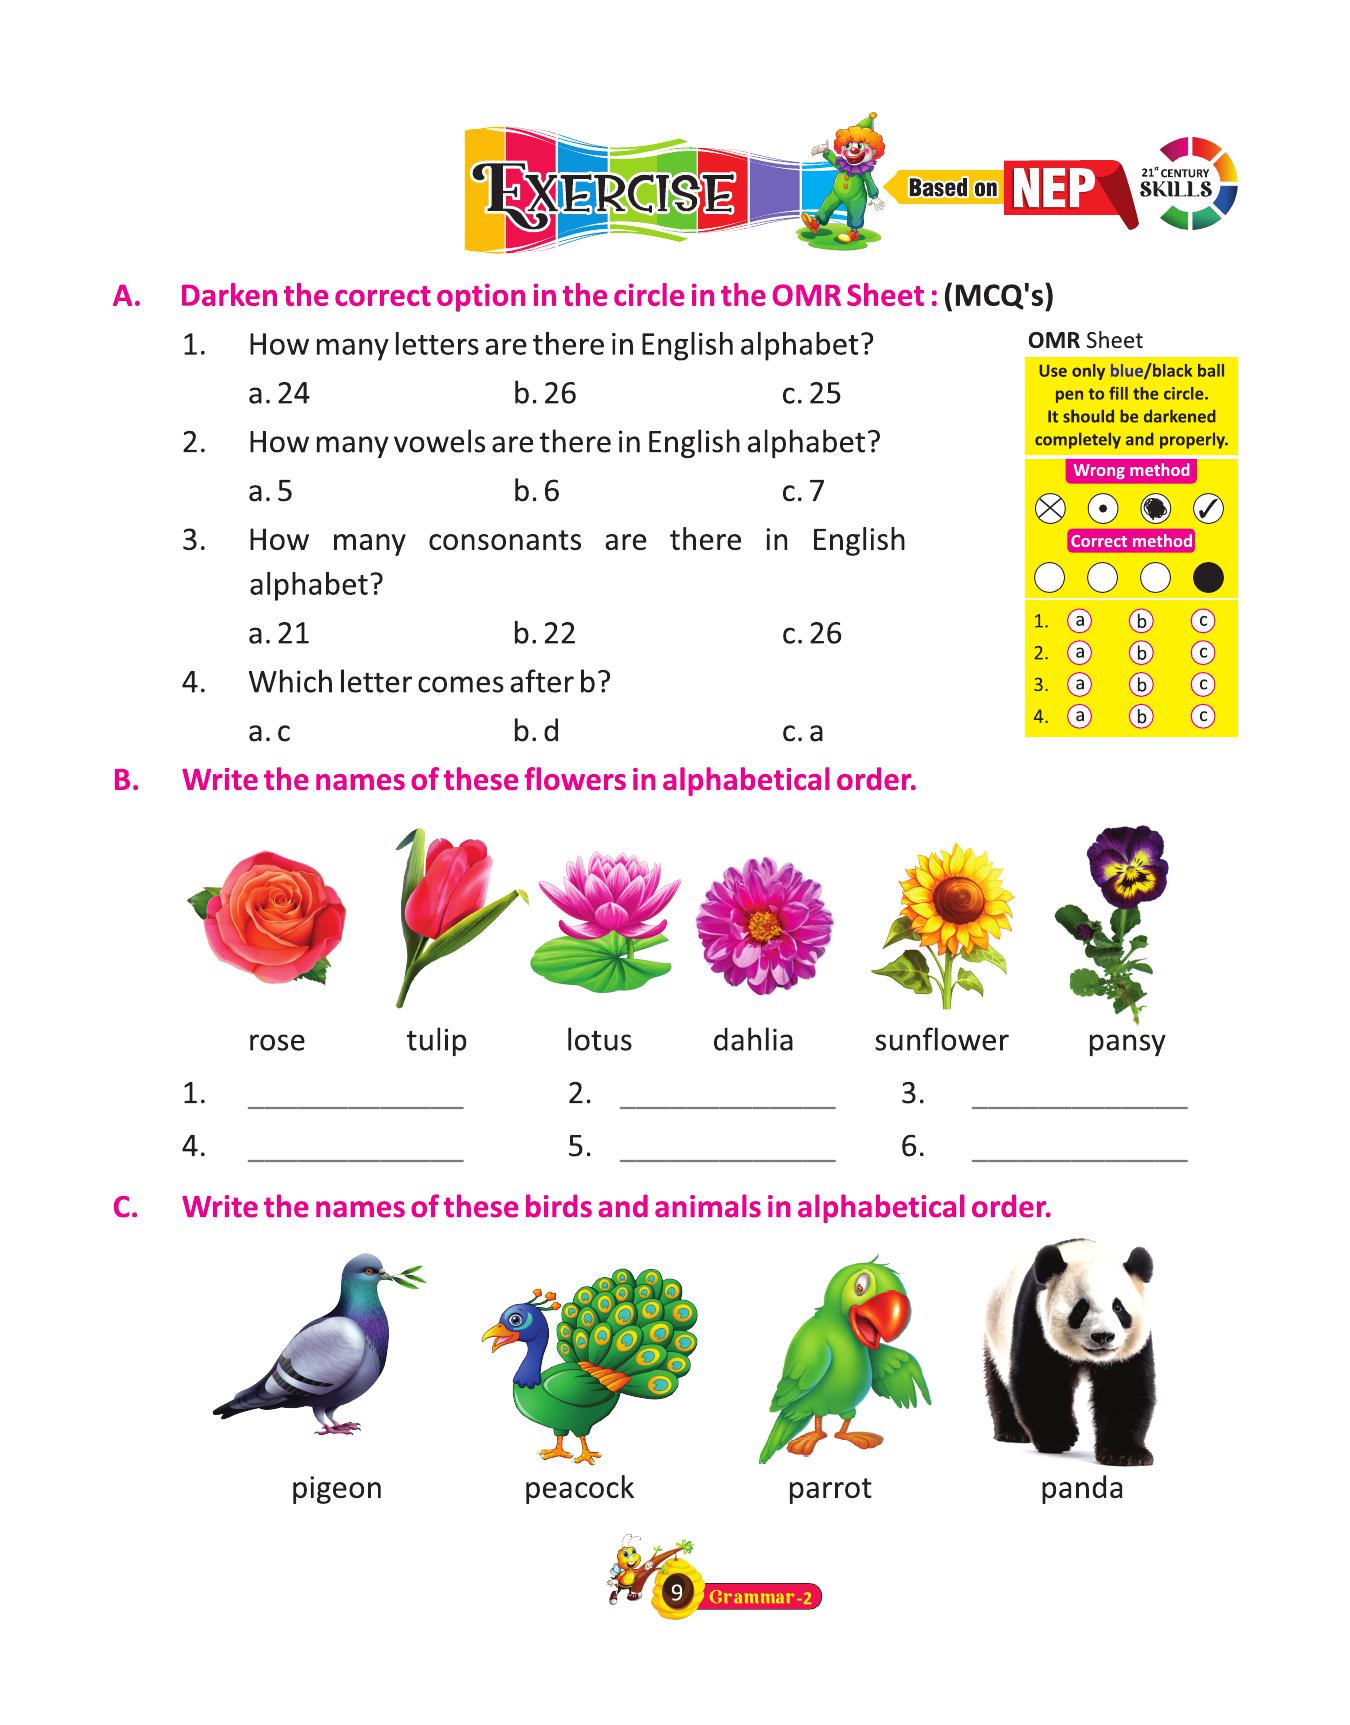 EXERCISE
Based on NEP
21st CENTURY
SKILLS
A. Darken the correct option in the circle in the OMR Sheet : (MCQ's)
1. How many letters are there in English alphabet?
a. 24 b. 26 c. 25
2. How many vowels are there in English alphabet?
a. 5 b. 6 c. 7
3. How many consonants are there in English
alphabet?
a. 21 b. 22 c. 26
4. Which letter comes after b?
a. c b. d c. a
OMR Sheet
Use only blue/black ball
pen to fill the circle.
It should be darkened
completely and properly.
Wrong method
Correct method
1. a b c
2. a b c
3. a b c
4. a b c
B. Write the names of these flowers in alphabetical order.
rose tulip lotus dahlia sunflower pansy
1. _____________ 2. _____________ 3. _____________
4. _____________ 5. _____________ 6. _____________
C. Write the names of these birds and animals in alphabetical order.
pigeon peacock parrot panda
9 Grammar-2